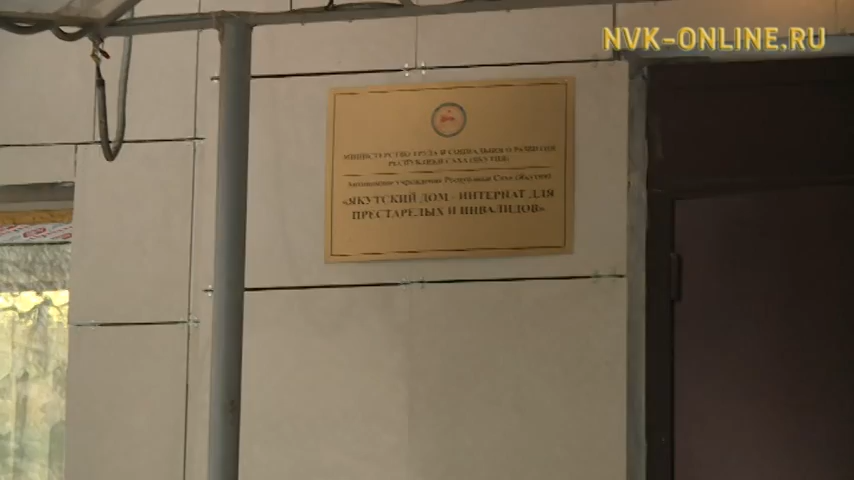 NVK-ONLINE.RU
МИНИСТЕРСТВО ТРУДА И СОЦИАЛЬНОГО РАЗВИТИЯ
РЕСПУБЛИКИ САХА (ЯКУТИЯ)
Автономное учреждение Республики Саха (Якутия)
«ЯКУТСКИЙ ДОМ - ИНТЕРНАТ ДЛЯ
ПРЕСТАРЕЛЫХ И ИНВАЛИДОВ»